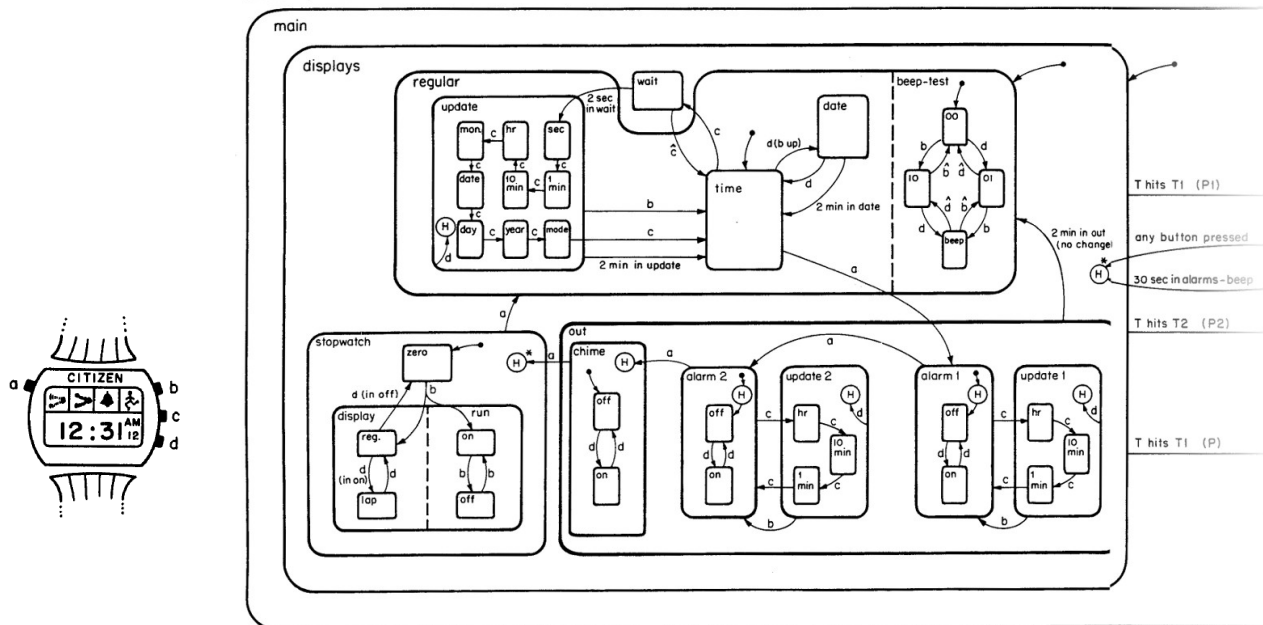 main
displays
regular
wait
beep-test
update
2 sec
in wait
date
mon.
hr
sec
c
c
ĉ
00
c
c
c
d (b up)
b
d
date
10
min
1
min
c
time
d
b̂
d̂
10
01
T hits T1 (P1)
c
b
2 min in date
d̂
b̂
H
day
c
year
c
mode
c
d
b
2 min in out
(no change)
any button pressed
d
beep
2 min in update
a
H*
30 sec in alarms-beep
a
out
T hits T2 (P2)
stopwatch
zero
H*
a
chime
H
a
a
a
CITIZEN
b
d (in off)
b
alarm 2
update 2
alarm 1
update 1
12:31
AM
12
c
d
display
run
off
H
H
H
H
reg.
on
off
c
hr
c
d
off
c
hr
c
d
T hits T1 (P)
d
(in on)
d
b
b
d
d
d
d
10
min
d
d
10
min
lap
off
on
on
c
1
min
c
on
c
1
min
c
b
b